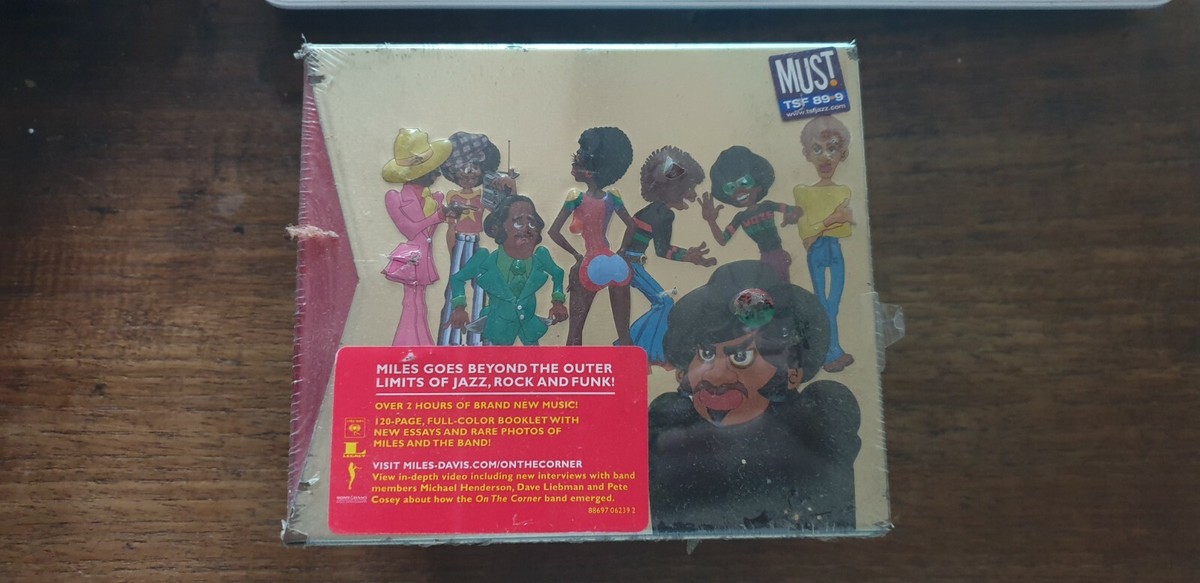 MUST!
TSF 89•9
www.tsfjazz.com
VOTE
MILES GOES BEYOND THE OUTER
LIMITS OF JAZZ, ROCK AND FUNK!
OVER 2 HOURS OF BRAND NEW MUSIC!
120-PAGE, FULL-COLOR BOOKLET WITH
NEW ESSAYS AND RARE PHOTOS OF
MILES AND THE BAND!
LEGACY
VISIT MILES-DAVIS.COM/ONTHECORNER
View in-depth video including new interviews with band
members Michael Henderson, Dave Liebman and Pete
Cosey about how the On The Corner band emerged.
88697 06239 2